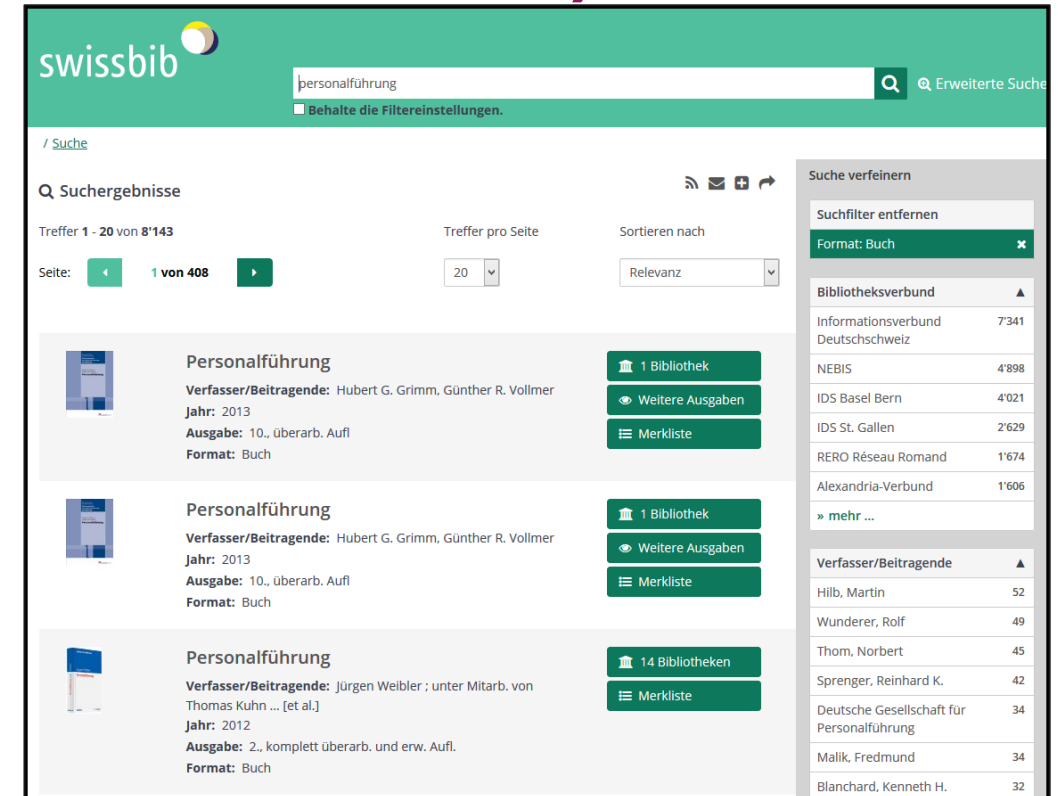 swissbib
personalführung
Erweiterte Suche
Behalte die Filtereinstellungen.
/ Suche
Suchergebnisse
Treffer 1 - 20 von 8'143
Treffer pro Seite
Sortieren nach
Seite:
1 von 408
20
Relevanz
Personalführung
Verfasser/Beitragende: Hubert G. Grimm, Günther R. Vollmer
Jahr: 2013
Ausgabe: 10., überarb. Aufl
Format: Buch
1 Bibliothek
Weitere Ausgaben
Merkliste
Personalführung
Verfasser/Beitragende: Hubert G. Grimm, Günther R. Vollmer
Jahr: 2013
Ausgabe: 10., überarb. Aufl
Format: Buch
1 Bibliothek
Weitere Ausgaben
Merkliste
Personalführung
Verfasser/Beitragende: Jürgen Weibler ; unter Mitarb. von
Thomas Kuhn ... [et al.]
Jahr: 2012
Ausgabe: 2., komplett überarb. und erw. Aufl.
Format: Buch
14 Bibliotheken
Merkliste
Suche verfeinern
Suchfilter entfernen
Format: Buch
Bibliotheksverbund
Informationsverbund 7'341
Deutschschweiz
NEBIS 4'898
IDS Basel Bern 4'021
IDS St. Gallen 2'629
RERO Réseau Romand 1'674
Alexandria-Verbund 1'606
» mehr ...
Verfasser/Beitragende
Hilb, Martin 52
Wunderer, Rolf 49
Thom, Norbert 45
Sprenger, Reinhard K. 42
Deutsche Gesellschaft für 34
Personalführung
Malik, Fredmund 34
Blanchard, Kenneth H. 32